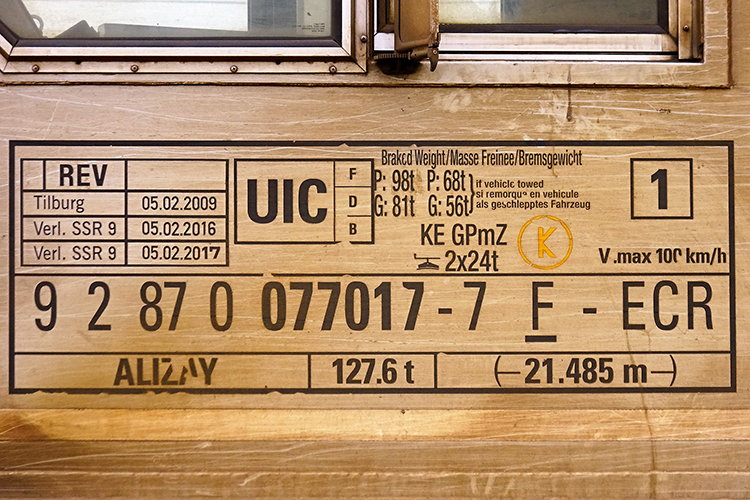 REV
Tilburg 05.02.2009
Verl. SSR 9 05.02.2016
Verl. SSR 9 05.02.2017
UIC
F
D
B
Braked Weight/Masse Freinee/Bremsgewicht
P: 98t P: 68t
G: 81t G: 56t
if vehicle towed
si remorque en vehicule
als geschlepptes Fahrzeug
KE GPmZ
2x24t
K
1
V.max 100 km/h
9 2 87 0 077017-7 F - ECR
ALIZAY
127.6 t
21.485 m